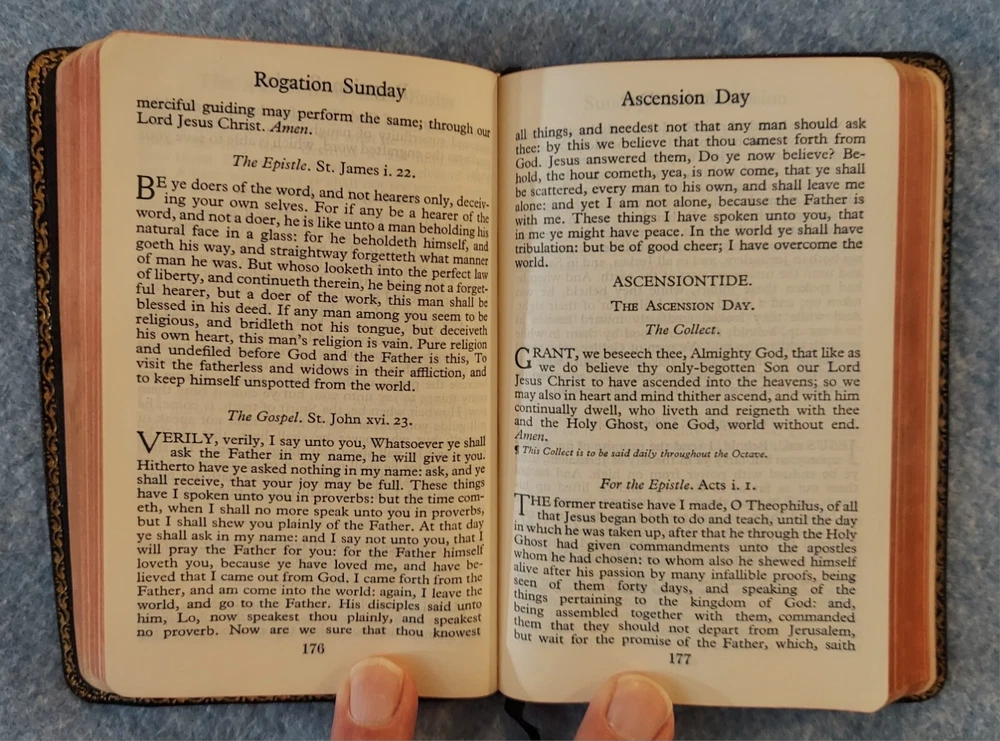 Rogation Sunday
merciful guiding may perform the same; through our
Lord Jesus Christ. Amen.
The Epistle. St. James i. 22.
BE ye doers of the word, and not hearers only, deceiv-
ing your own selves. For if any be a hearer of the
word, and not a doer, he is like unto a man beholding his
natural face in a glass: for he beholdeth himself, and
goeth his way, and straightway forgetteth what manner
of man he was. But whoso looketh into the perfect law
of liberty, and continueth therein, he being not a forget-
ful hearer, but a doer of the work, this man shall be
blessed in his deed. If any man among you seem to be
religious, and bridleth not his tongue, but deceiveth
his own heart, this man's religion is vain. Pure religion
and undefiled before God and the Father is this, To
visit the fatherless and widows in their affliction, and
to keep himself unspotted from the world.
The Gospel. St. John xvi. 23.
VERILY, verily, I say unto you, Whatsoever ye shall
ask the Father in my name, he will give it you.
Hitherto have ye asked nothing in my name: ask, and ye
shall receive, that your joy may be full. These things
have I spoken unto you in proverbs: but the time com-
eth, when I shall no more speak unto you in proverbs,
but I shall shew you plainly of the Father. At that day
ye shall ask in my name: and I say not unto you, that I
will pray the Father for you: for the Father himself
loveth you, because ye have loved me, and have be-
lieved that I came out from God. I came forth from the
Father, and am come into the world: again, I leave the
world, and go to the Father. His disciples said unto
him, Lo, now speakest thou plainly, and speakest
no proverb. Now are we sure that thou knowest
176
Ascension Day
all things, and needest not that any man should ask
thee: by this we believe that thou camest forth from
God. Jesus answered them, Do ye now believe? Be-
hold, the hour cometh, yea, is now come, that ye shall
be scattered, every man to his own, and shall leave me
alone: and yet I am not alone, because the Father is
with me. These things I have spoken unto you, that
in me ye might have peace. In the world ye shall have
tribulation: but be of good cheer; I have overcome the
world.
ASCENSIONTIDE.
THE ASCENSION DAY.
The Collect.
GRANT, we beseech thee, Almighty God, that like as
we do believe thy only-begotten Son our Lord
Jesus Christ to have ascended into the heavens; so we
may also in heart and mind thither ascend, and with him
continually dwell, who liveth and reigneth with thee
and the Holy Ghost, one God, world without end.
Amen.
¶ This Collect is to be said daily throughout the Octave.
For the Epistle. Acts i. 1.
THE former treatise have I made, O Theophilus, of all
that Jesus began both to do and teach, until the day
in which he was taken up, after that he through the Holy
Ghost had given commandments unto the apostles
whom he had chosen: to whom also he shewed himself
alive after his passion by many infallible proofs, being
seen of them forty days, and speaking of the
things pertaining to the kingdom of God: and,
being assembled together with them, commanded
them that they should not depart from Jerusalem,
but wait for the promise of the Father, which, saith
177